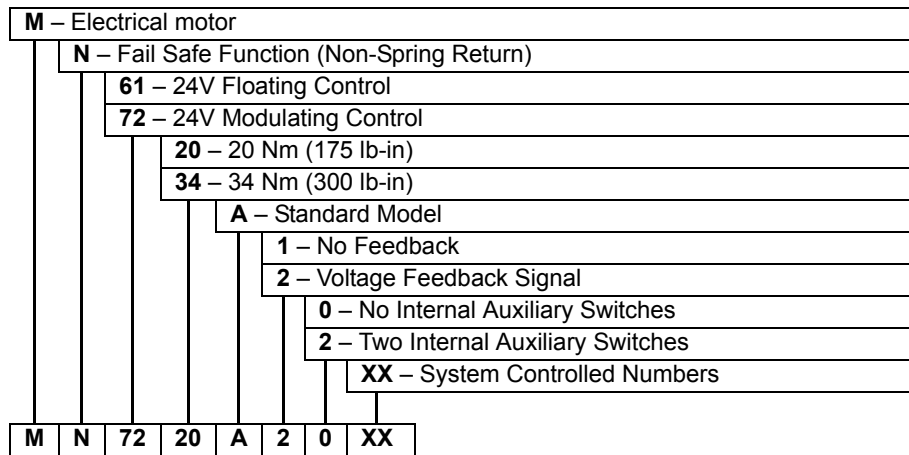 M – Electrical motor
N – Fail Safe Function (Non-Spring Return)
61 – 24V Floating Control
72 – 24V Modulating Control
20 – 20 Nm (175 lb-in)
34 – 34 Nm (300 lb-in)
A – Standard Model
1 – No Feedback
2 – Voltage Feedback Signal
0 – No Internal Auxiliary Switches
2 – Two Internal Auxiliary Switches
XX – System Controlled Numbers
M N 72 20 A 2 0 XX